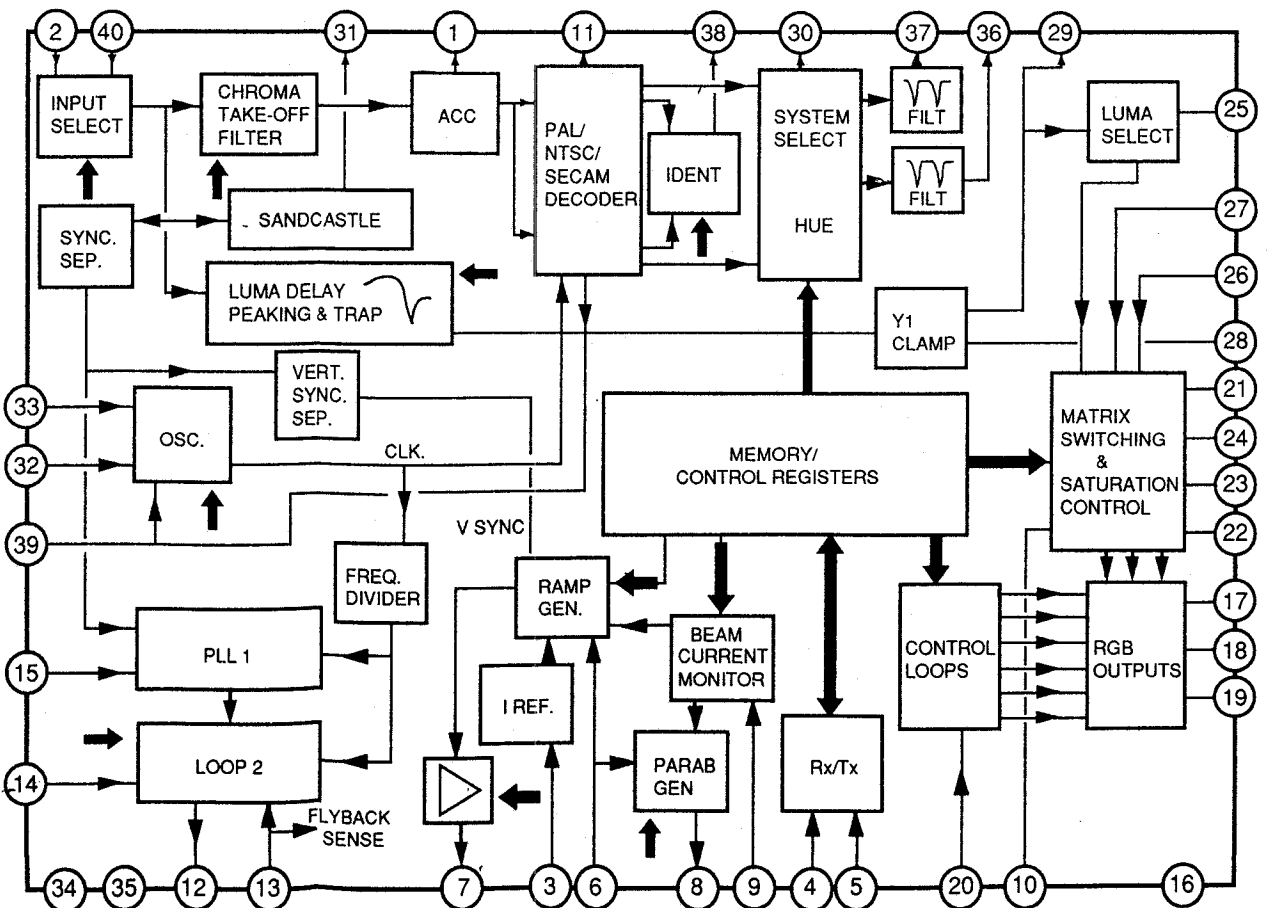 2
40
31
1
11
38
30
37
36
29
INPUT
SELECT
CHROMA
TAKE-OFF
FILTER
ACC
PAL/
NTSC/
SECAM
DECODER
IDENT
SYSTEM
SELECT
HUE
FILT
FILT
LUMA
SELECT
25
27
26
28
SYNC.
SEP.
SANDCASTLE
LUMA DELAY
PEAKING & TRAP
Y1
CLAMP
VERT.
SYNC.
SEP.
33
32
39
OSC.
CLK.
V SYNC
MEMORY/
CONTROL REGISTERS
MATRIX
SWITCHING
&
SATURATION
CONTROL
21
24
23
22
FREQ.
DIVIDER
RAMP
GEN.
BEAM
CURRENT
MONITOR
CONTROL
LOOPS
RGB
OUTPUTS
17
18
19
15
PLL 1
I REF.
14
LOOP 2
PARAB
GEN
Rx/Tx
FLYBACK
SENSE
34
35
12
13
7
3
6
8
9
4
5
20
10
16